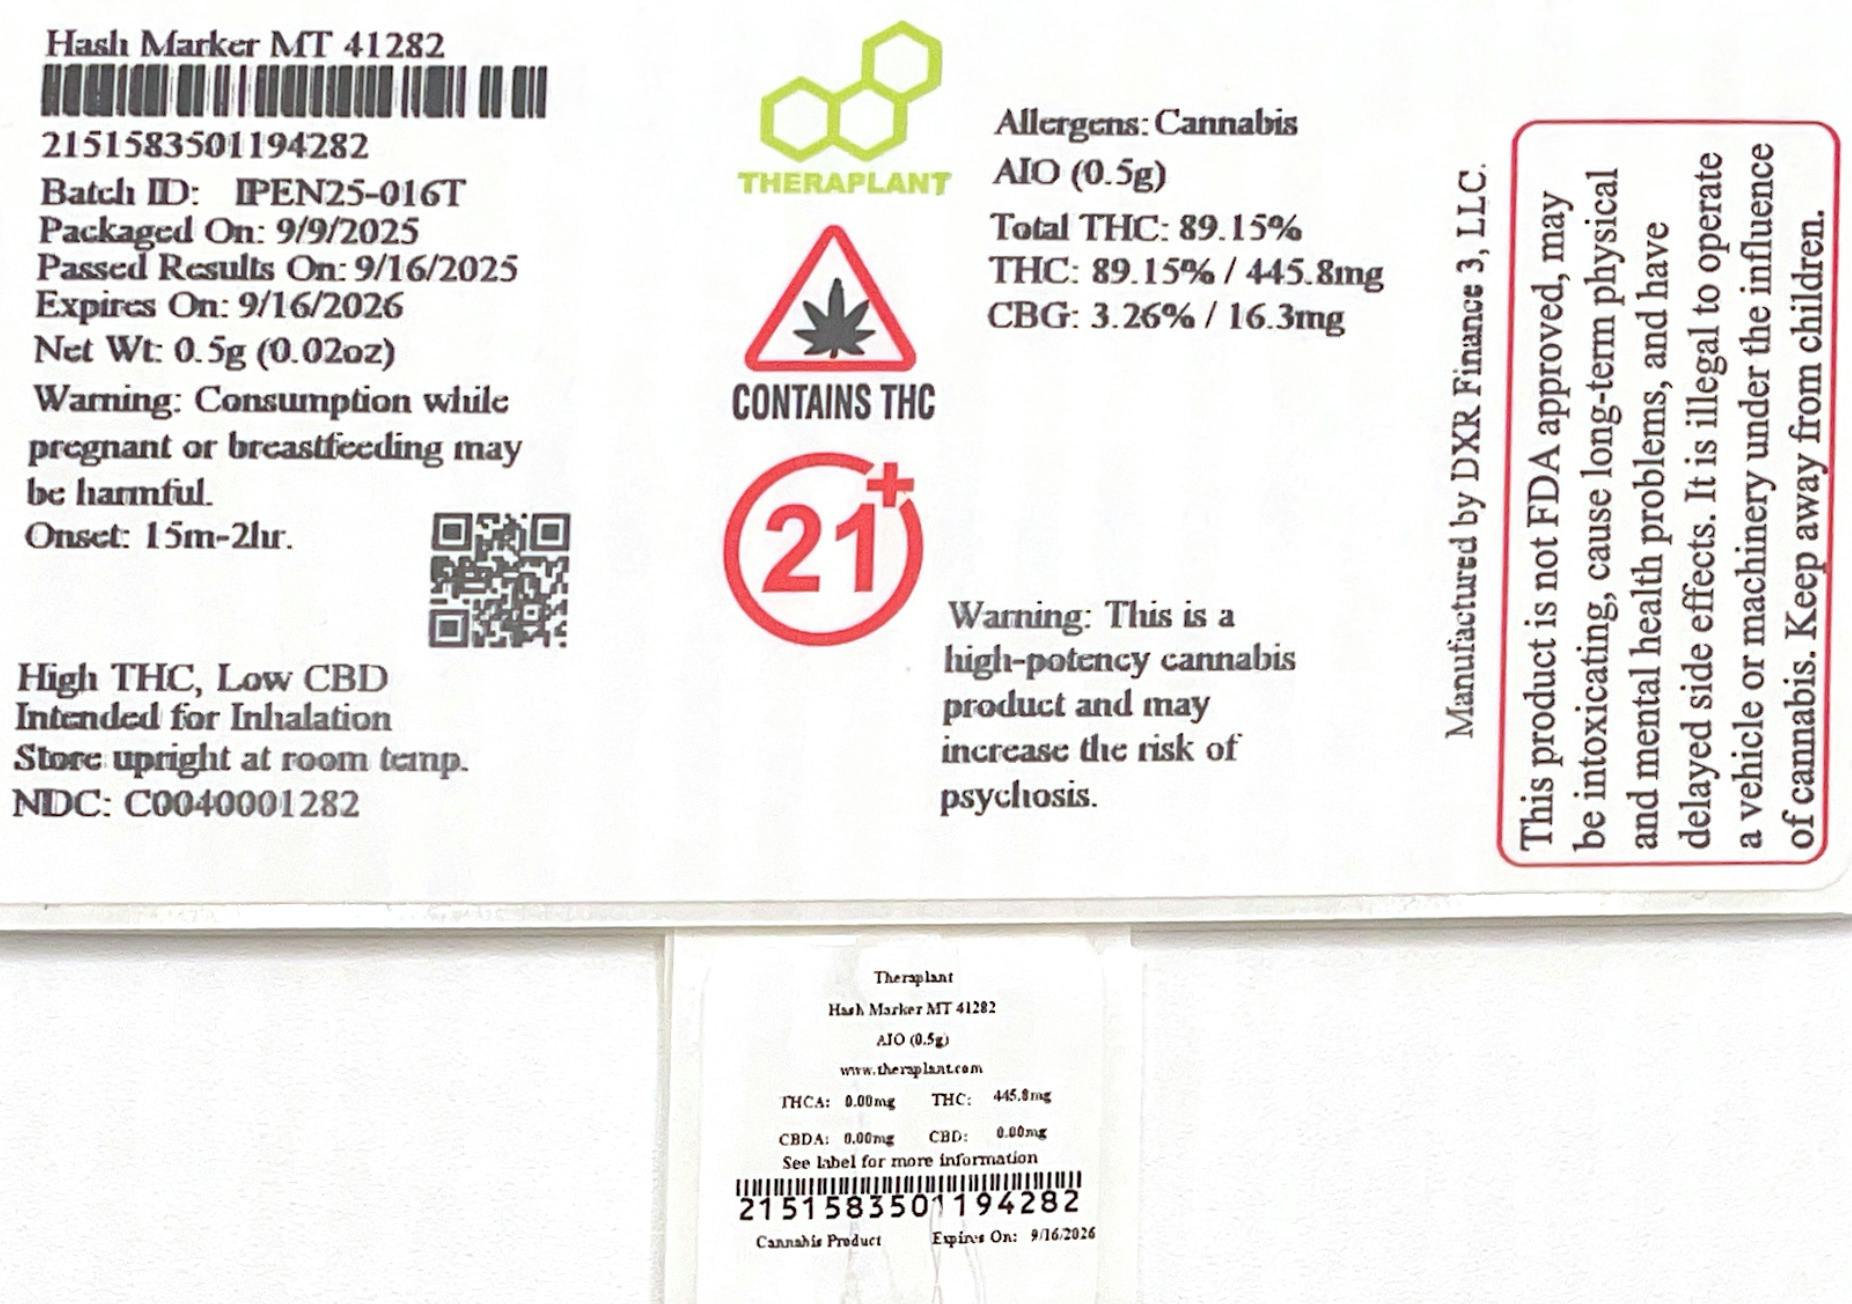 Hash Marker MT 41282
2151583501194282
Batch ID: IPEN25-016T
Packaged On: 9/9/2025
Passed Results On: 9/16/2025
Expires On: 9/16/2026
Net Wt: 0.5g (0.02oz)
Warning: Consumption while
pregnant or breastfeeding may
be harmful.
Onset: 15m-2hr.
High THC, Low CBD
Intended for Inhalation
Store upright at room temp.
NDC: C0040001282
THERAPLANT
CONTAINS THC
21+
Allergens: Cannabis
AIO (0.5g)
Total THC: 89.15%
THC: 89.15% / 445.8mg
CBG: 3.26% / 16.3mg
Warning: This is a
high-potency cannabis
product and may
increase the risk of
psychosis.
Manufactured by DXR Finance 3, LLC.
This product is not FDA approved, may
be intoxicating, cause long-term physical
and mental health problems, and have
delayed side effects. It is illegal to operate
a vehicle or machinery under the influence
of cannabis. Keep away from children.
Theraplant
Hash Marker MT 41282
AIO (0.5g)
www.theraplant.com
THCA: 0.00mg THC: 445.8mg
CBDA: 0.00mg CBD: 0.00mg
See label for more information
2151583501194282
Cannabis Product Expires On: 9/16/2026